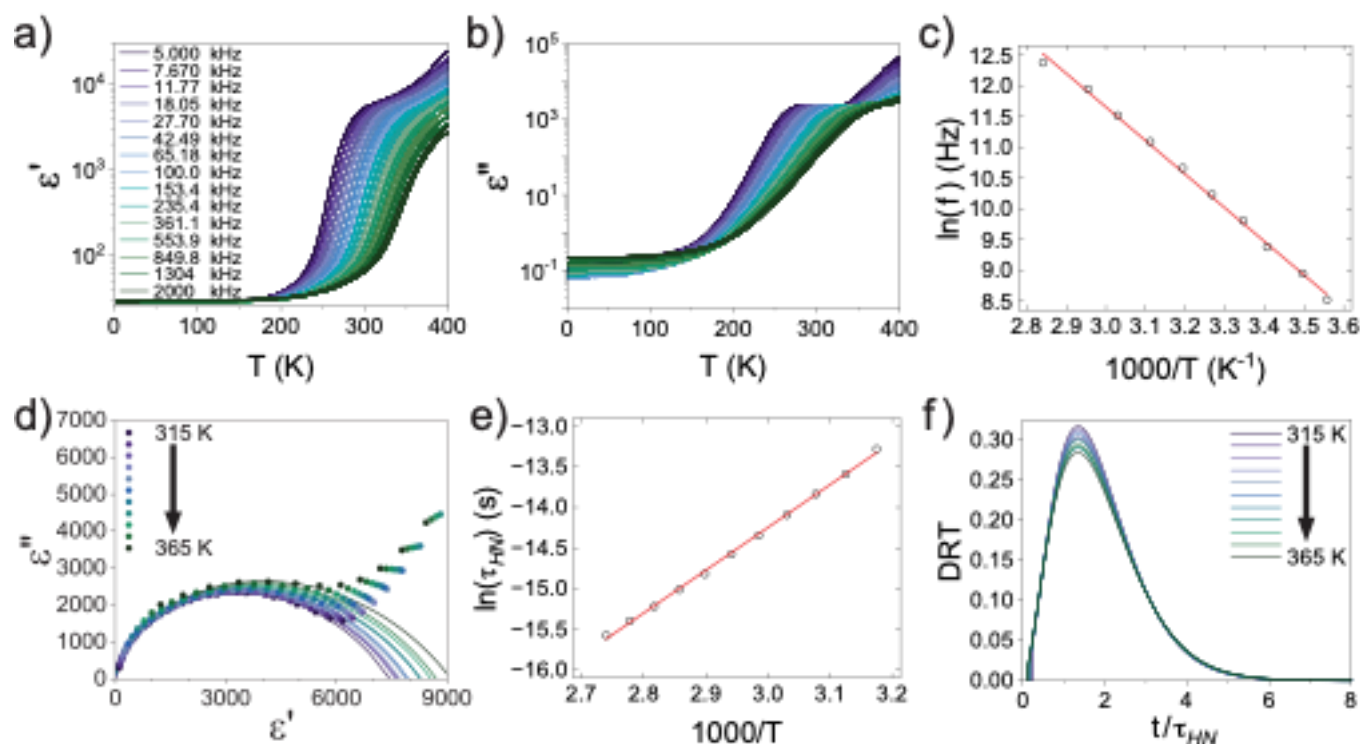 a)
ε'
10⁴
10³
10²
5.000 kHz
7.670 kHz
11.77 kHz
18.05 kHz
27.70 kHz
42.49 kHz
65.18 kHz
100.0 kHz
153.4 kHz
235.4 kHz
361.1 kHz
553.9 kHz
849.8 kHz
1304 kHz
2000 kHz
0 100 200 300 400
T (K)
b)
ε"
10⁵
10³
10¹
10⁻¹
0 100 200 300 400
T (K)
c)
ln(f) (Hz)
12.5
12.0
11.5
11.0
10.5
10.0
9.5
9.0
8.5
2.8 2.9 3.0 3.1 3.2 3.3 3.4 3.5 3.6
1000/T (K⁻¹)
d)
ε"
7000
6000
5000
4000
3000
2000
1000
0
315 K
365 K
0 3000 6000 9000
ε'
e)
ln(τHN) (s)
−13.0
−13.5
−14.0
−14.5
−15.0
−15.5
−16.0
2.7 2.8 2.9 3.0 3.1 3.2
1000/T
f)
DRT
0.30
0.25
0.20
0.15
0.10
0.05
0.00
315 K
365 K
0 2 4 6 8
t/τHN